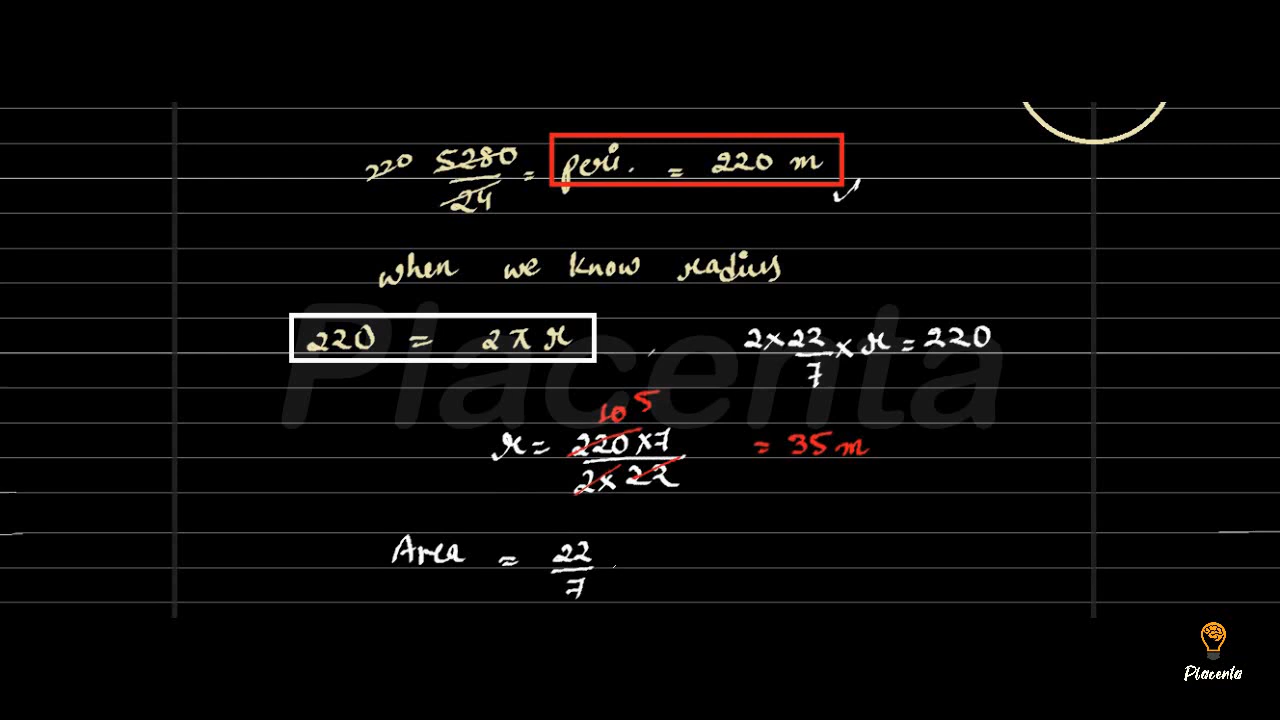 220 5280/24 = peri. = 220 m
when we know radius
220 = 2πr 2×22/7×r = 220
10 5
r = 220×7/2×22 = 35 m
Area = 22/7
Placenta
Placenta